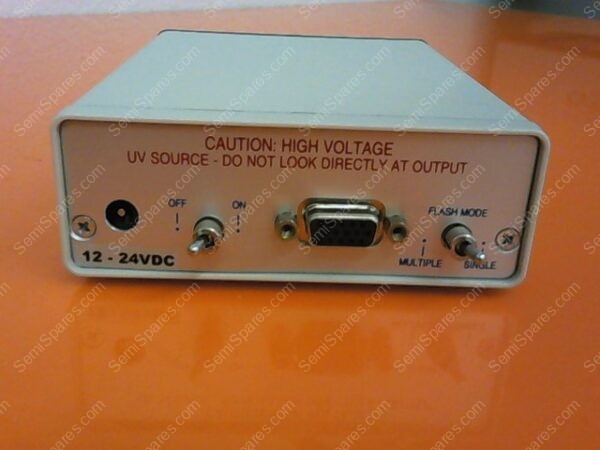 CAUTION: HIGH VOLTAGE
UV SOURCE - DO NOT LOOK DIRECTLY AT OUTPUT
OFF
ON
FLASH MODE
12 - 24VDC
MULTIPLE
SINGLE
SemiSpares.com